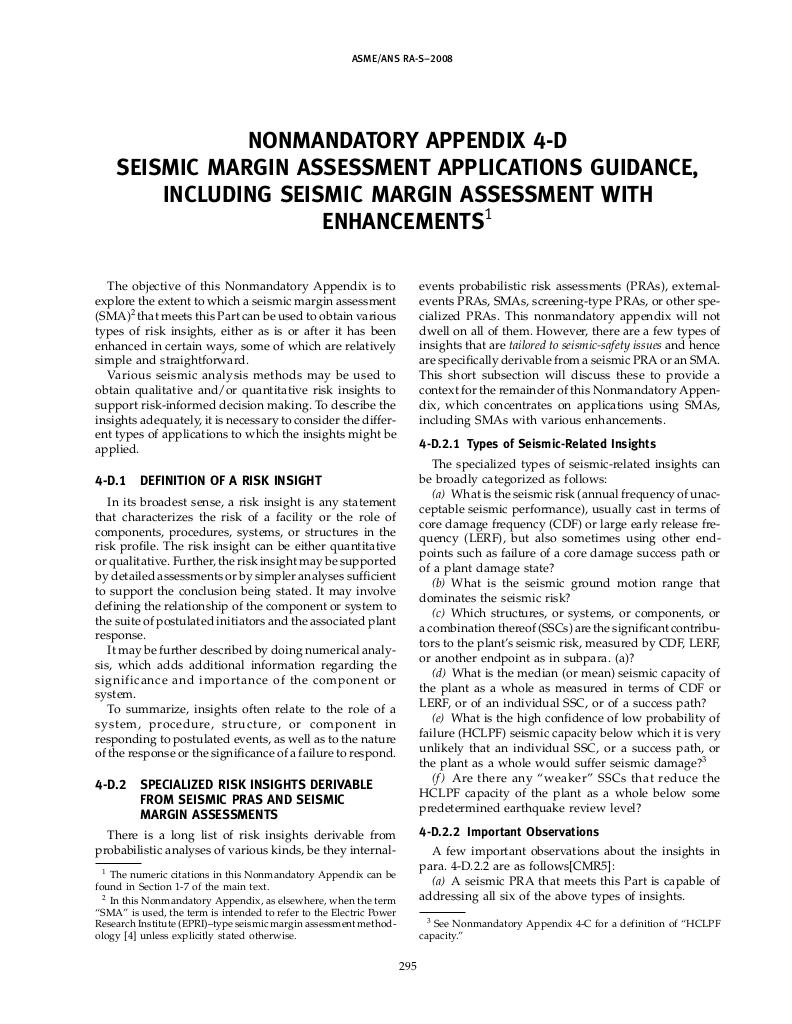 ASME/ANS RA-S–2008
NONMANDATORY APPENDIX 4-D
SEISMIC MARGIN ASSESSMENT APPLICATIONS GUIDANCE,
INCLUDING SEISMIC MARGIN ASSESSMENT WITH
ENHANCEMENTS1
The objective of this Nonmandatory Appendix is to
explore the extent to which a seismic margin assessment
(SMA)2 that meets this Part can be used to obtain various
types of risk insights, either as is or after it has been
enhanced in certain ways, some of which are relatively
simple and straightforward.
Various seismic analysis methods may be used to
obtain qualitative and/or quantitative risk insights to
support risk-informed decision making. To describe the
insights adequately, it is necessary to consider the differ-
ent types of applications to which the insights might be
applied.
4-D.1 DEFINITION OF A RISK INSIGHT
In its broadest sense, a risk insight is any statement
that characterizes the risk of a facility or the role of
components, procedures, systems, or structures in the
risk profile. The risk insight can be either quantitative
or qualitative. Further, the risk insight may be supported
by detailed assessments or by simpler analyses sufficient
to support the conclusion being stated. It may involve
defining the relationship of the component or system to
the suite of postulated initiators and the associated plant
response.
It may be further described by doing numerical analy-
sis, which adds additional information regarding the
significance and importance of the component or
system.
To summarize, insights often relate to the role of a
system, procedure, structure, or component in
responding to postulated events, as well as to the nature
of the response or the significance of a failure to respond.
4-D.2 SPECIALIZED RISK INSIGHTS DERIVABLE
FROM SEISMIC PRAS AND SEISMIC
MARGIN ASSESSMENTS
There is a long list of risk insights derivable from
probabilistic analyses of various kinds, be they internal-
1 The numeric citations in this Nonmandatory Appendix can be
found in Section 1-7 of the main text.
2 In this Nonmandatory Appendix, as elsewhere, when the term
“SMA” is used, the term is intended to refer to the Electric Power
Research Institute (EPRI)–type seismic margin assessment method-
ology [4] unless explicitly stated otherwise.
events probabilistic risk assessments (PRAs), external-
events PRAs, SMAs, screening-type PRAs, or other spe-
cialized PRAs. This nonmandatory appendix will not
dwell on all of them. However, there are a few types of
insights that are tailored to seismic-safety issues and hence
are specifically derivable from a seismic PRA or an SMA.
This short subsection will discuss these to provide a
context for the remainder of this Nonmandatory Appen-
dix, which concentrates on applications using SMAs,
including SMAs with various enhancements.
4-D.2.1 Types of Seismic-Related Insights
The specialized types of seismic-related insights can
be broadly categorized as follows:
(a) What is the seismic risk (annual frequency of unac-
ceptable seismic performance), usually cast in terms of
core damage frequency (CDF) or large early release fre-
quency (LERF), but also sometimes using other end-
points such as failure of a core damage success path or
of a plant damage state?
(b) What is the seismic ground motion range that
dominates the seismic risk?
(c) Which structures, or systems, or components, or
a combination thereof (SSCs) are the significant contribu-
tors to the plant’s seismic risk, measured by CDF, LERF,
or another endpoint as in subpara. (a)?
(d) What is the median (or mean) seismic capacity of
the plant as a whole as measured in terms of CDF or
LERF, or of an individual SSC, or of a success path?
(e) What is the high confidence of low probability of
failure (HCLPF) seismic capacity below which it is very
unlikely that an individual SSC, or a success path, or
the plant as a whole would suffer seismic damage?3
(f) Are there any “weaker” SSCs that reduce the
HCLPF capacity of the plant as a whole below some
predetermined earthquake review level?
4-D.2.2 Important Observations
A few important observations about the insights in
para. 4-D.2.2 are as follows[CMR5]:
(a) A seismic PRA that meets this Part is capable of
addressing all six of the above types of insights.
3 See Nonmandatory Appendix 4-C for a definition of “HCLPF
capacity.”
295